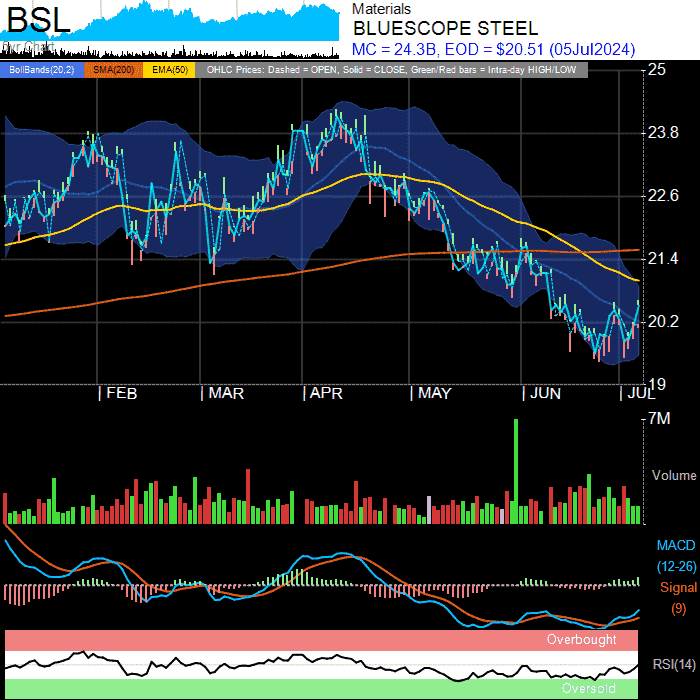 BSL
5yr Chart
Materials
BLUESCOPE STEEL
MC = 24.3B, EOD = $20.51 (05Jul2024)
BollBands(20,2) SMA(200) EMA(50) OHLC Prices: Dashed = OPEN, Solid = CLOSE, Green/Red bars = Intra-day HIGH/LOW
25
23.8
22.6
21.4
20.2
19
FEB MAR APR MAY JUN JUL
7M
Volume
MACD
(12-26)
Signal
(9)
Overbought
RSI(14)
Oversold